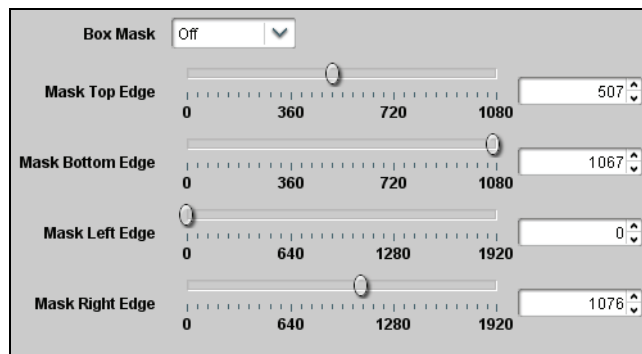 Box Mask Off
Mask Top Edge 507
0 360 720 1080
Mask Bottom Edge 1067
0 360 720 1080
Mask Left Edge 0
0 640 1280 1920
Mask Right Edge 1076
0 640 1280 1920